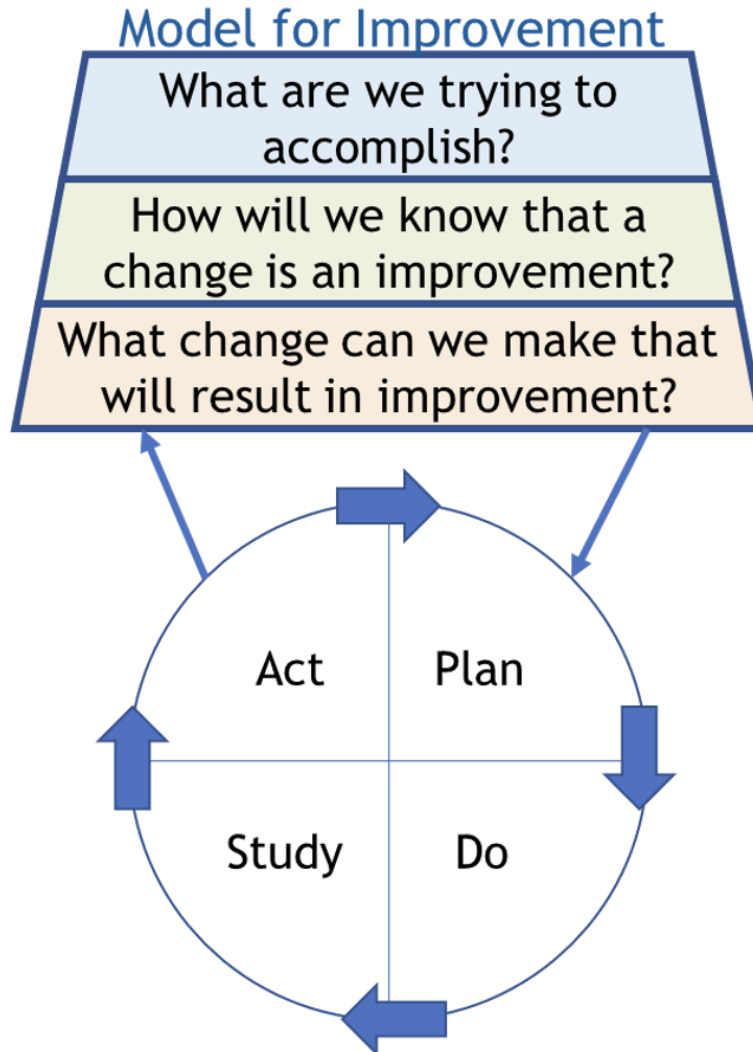 Model for Improvement
What are we trying to
accomplish?
How will we know that a
change is an improvement?
What change can we make that
will result in improvement?
Act
Plan
Study
Do